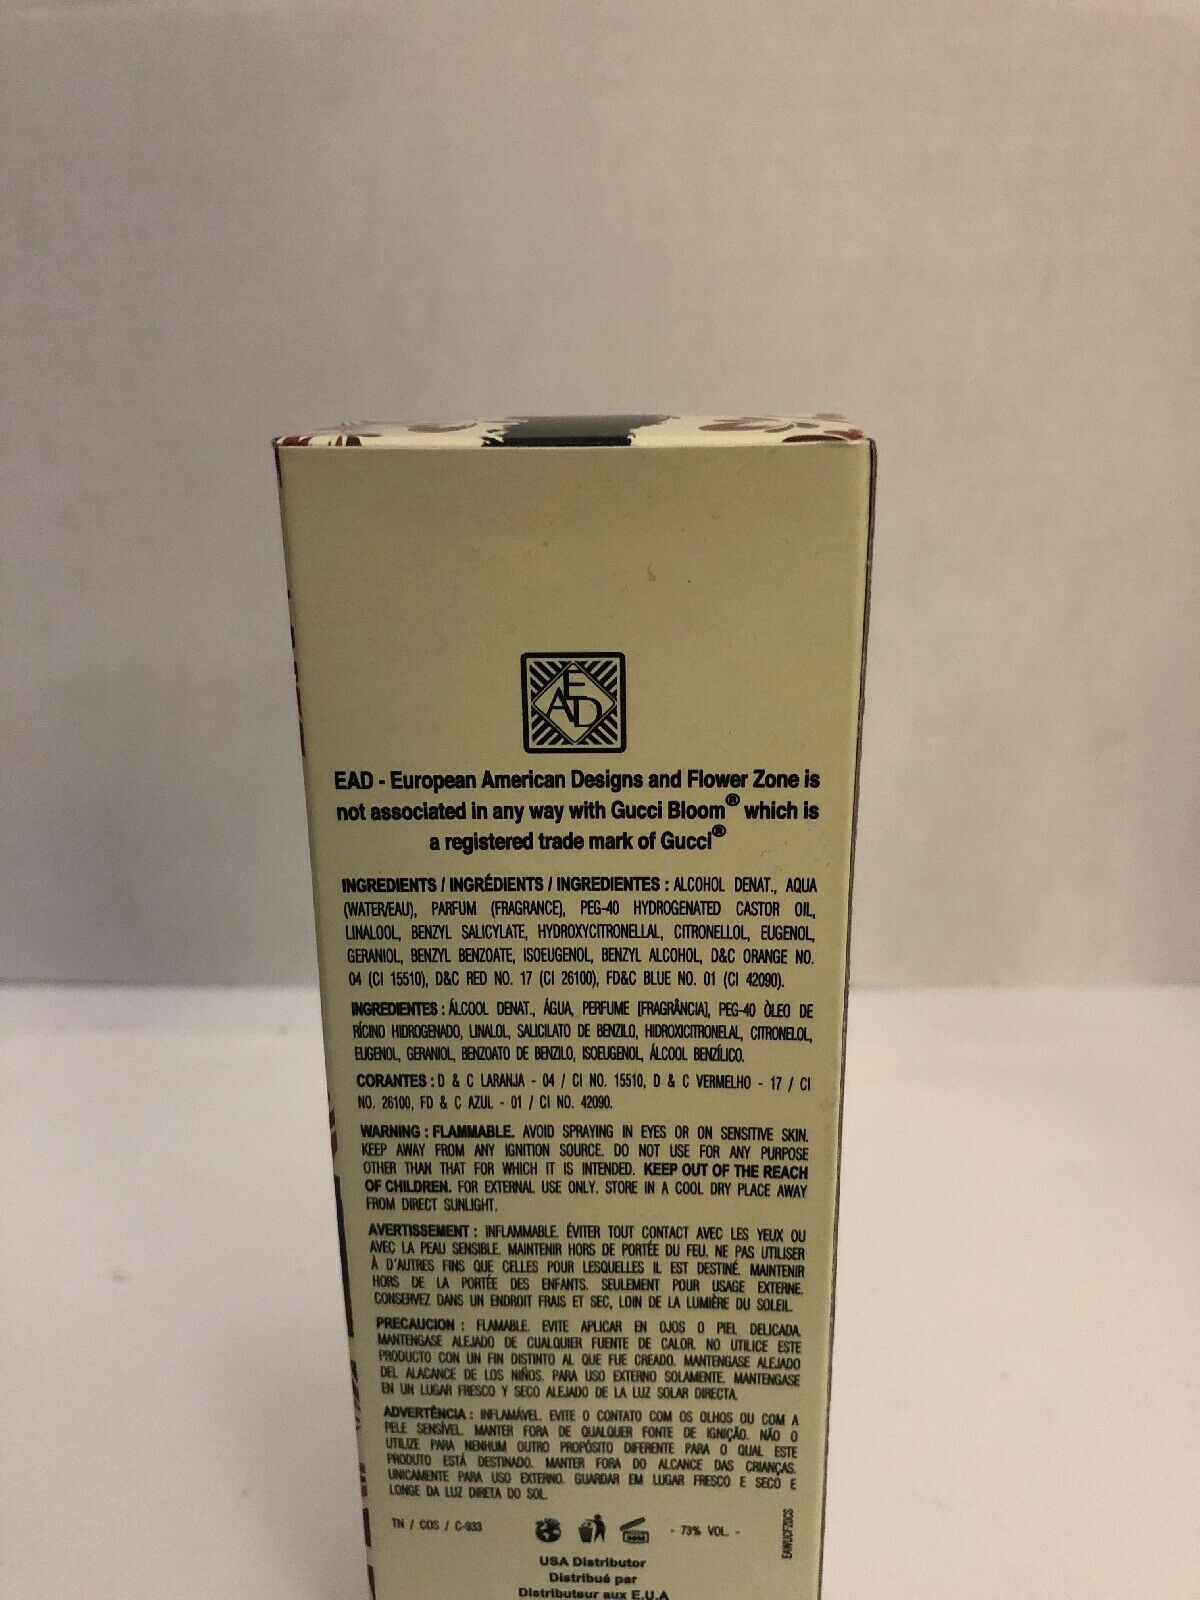 EAD
EAD - European American Designs and Flower Zone is
not associated in any way with Gucci Bloom® which is
a registered trade mark of Gucci®
INGREDIENTS / INGRÉDIENTS / INGREDIENTES : ALCOHOL DENAT., AQUA
(WATER/EAU), PARFUM (FRAGRANCE), PEG-40 HYDROGENATED CASTOR OIL,
LINALOOL, BENZYL SALICYLATE, HYDROXYCITRONELLAL, CITRONELLOL, EUGENOL,
GERANIOL, BENZYL BENZOATE, ISOEUGENOL, BENZYL ALCOHOL, D&C ORANGE NO.
04 (CI 15510), D&C RED NO. 17 (CI 26100), FD&C BLUE NO. 01 (CI 42090).
INGREDIENTES : ÁLCOOL DENAT., ÁGUA, PERFUME [FRAGRÂNCIA], PEG-40 ÒLEO DE
RÍCINO HIDROGENADO, LINALOL, SALICILATO DE BENZILO, HIDROXICITRONELAL, CITRONELOL,
EUGENOL, GERANIOL, BENZOATO DE BENZILO, ISOEUGENOL, ÁLCOOL BENZÍLICO.
CORANTES : D & C LARANJA - 04 / CI NO. 15510, D & C VERMELHO - 17 / CI
NO. 26100, FD & C AZUL - 01 / CI NO. 42090.
WARNING : FLAMMABLE. AVOID SPRAYING IN EYES OR ON SENSITIVE SKIN.
KEEP AWAY FROM ANY IGNITION SOURCE. DO NOT USE FOR ANY PURPOSE
OTHER THAN THAT FOR WHICH IT IS INTENDED. KEEP OUT OF THE REACH
OF CHILDREN. FOR EXTERNAL USE ONLY. STORE IN A COOL DRY PLACE AWAY
FROM DIRECT SUNLIGHT.
AVERTISSEMENT : INFLAMMABLE. ÉVITER TOUT CONTACT AVEC LES YEUX OU
AVEC LA PEAU SENSIBLE. MAINTENIR HORS DE PORTÉE DU FEU. NE PAS UTILISER
À D'AUTRES FINS QUE CELLES POUR LESQUELLES IL EST DESTINÉ. MAINTENIR
HORS DE LA PORTÉE DES ENFANTS. SEULEMENT POUR USAGE EXTERNE.
CONSERVEZ DANS UN ENDROIT FRAIS ET SEC, LOIN DE LA LUMIÈRE DU SOLEIL.
PRECAUCION : FLAMABLE. EVITE APLICAR EN OJOS O PIEL DELICADA.
MANTENGASE ALEJADO DE CUALQUIER FUENTE DE CALOR. NO UTILICE ESTE
PRODUCTO CON UN FIN DISTINTO AL QUE FUE CREADO. MANTENGASE ALEJADO
DEL ALACANCE DE LOS NIÑOS. PARA USO EXTERNO SOLAMENTE. MANTENGASE
EN UN LUGAR FRESCO Y SECO ALEJADO DE LA LUZ SOLAR DIRECTA.
ADVERTÊNCIA : INFLAMÁVEL. EVITE O CONTATO COM OS OLHOS OU COM A
PELE SENSÍVEL. MANTER FORA DE QUALQUER FONTE DE IGNIÇÃO. NÃO O
UTILIZE PARA NENHUM OUTRO PROPÓSITO DIFERENTE PARA O QUAL ESTE
PRODUTO ESTÁ DESTINADO. MANTER FORA DO ALCANCE DAS CRIANÇAS.
UNICAMENTE PARA USO EXTERNO. GUARDAR EM LUGAR FRESCO E SECO E
LONGE DA LUZ DIRETA DO SOL.
TN / COS / C-933
- 73% VOL. -
USA Distributor
Distribué par
Distributeur aux E.U.A